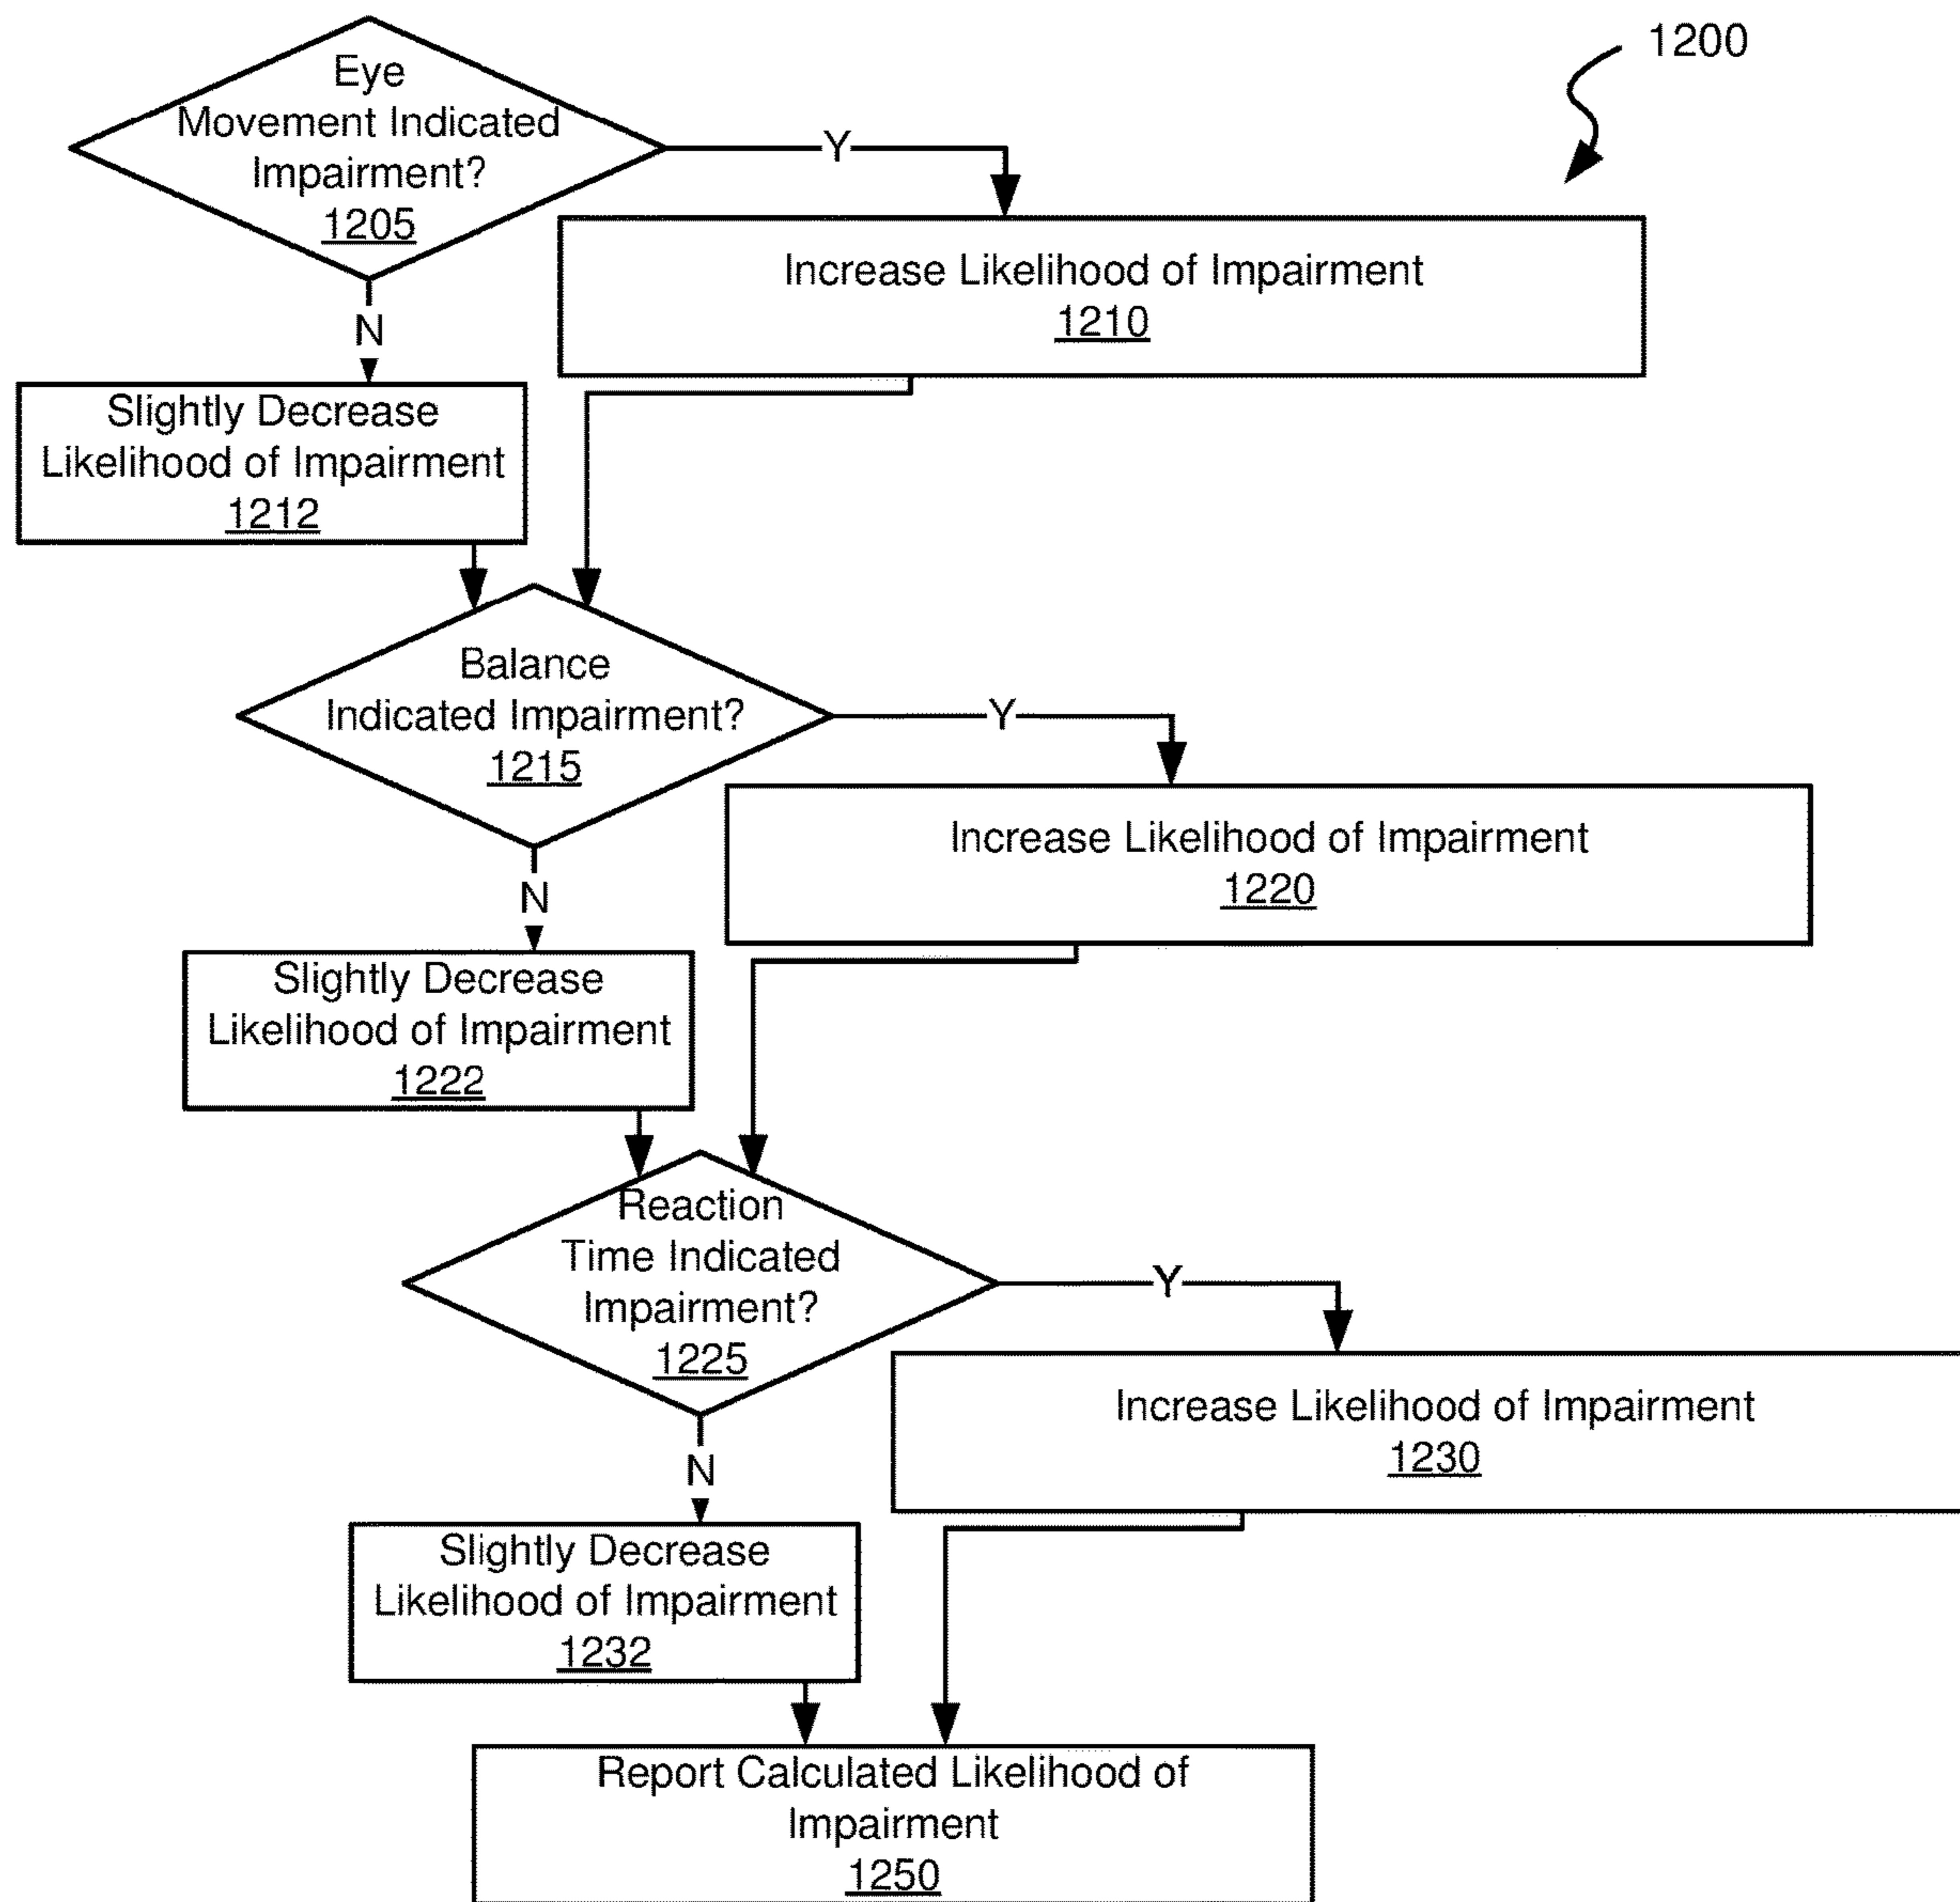 1200
Eye
Movement Indicated
Impairment?
1205
Y
Increase Likelihood of Impairment
1210
N
Slightly Decrease
Likelihood of Impairment
1212
Balance
Indicated Impairment?
1215
Y
Increase Likelihood of Impairment
1220
N
Slightly Decrease
Likelihood of Impairment
1222
Reaction
Time Indicated
Impairment?
1225
Y
Increase Likelihood of Impairment
1230
N
Slightly Decrease
Likelihood of Impairment
1232
Report Calculated Likelihood of
Impairment
1250